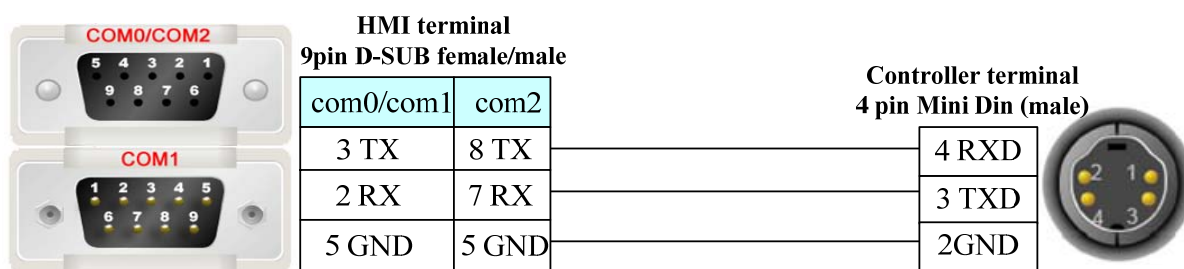 COM0/COM2
5 4 3 2 1
9 8 7 6
COM1
1 2 3 4 5
6 7 8 9
HMI terminal
9pin D-SUB female/male
com0/com1 com2
3 TX 8 TX
2 RX 7 RX
5 GND 5 GND
Controller terminal
4 pin Mini Din (male)
4 RXD
3 TXD
2GND
2 1
4 3